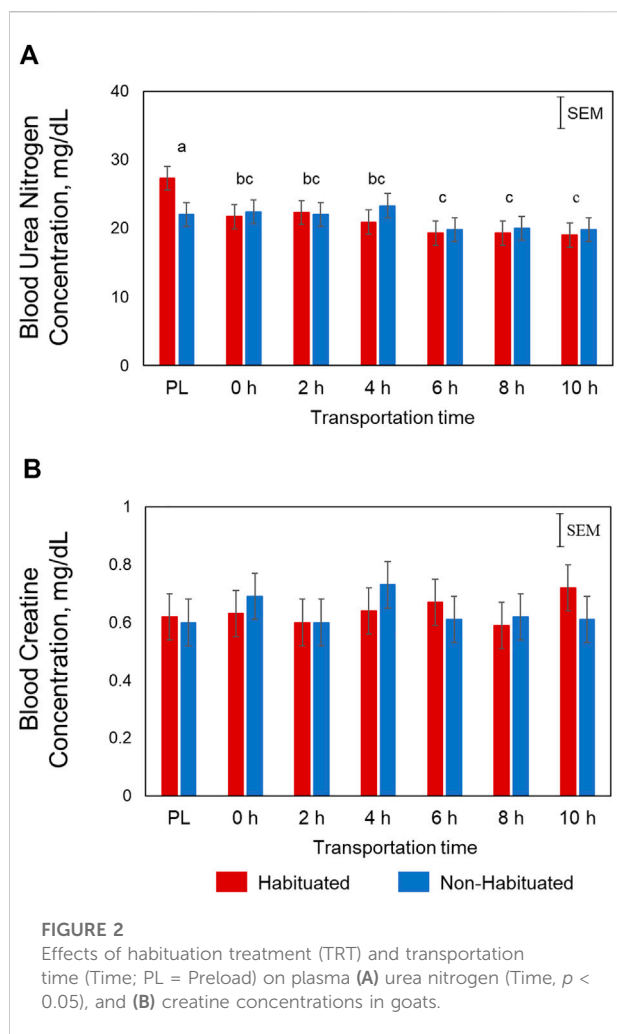 A
Blood Urea Nitrogen
Concentration, mg/dL
40
30
20
10
0
SEM
a
bc
bc
bc
c
c
c
PL 0 h 2 h 4 h 6 h 8 h 10 h
Transportation time
B
Blood Creatine
Concentration, mg/dL
1
0.8
0.6
0.4
0.2
0
SEM
PL 0 h 2 h 4 h 6 h 8 h 10 h
Transportation time
Habituated Non-Habituated
FIGURE 2
Effects of habituation treatment (TRT) and transportation
time (Time; PL = Preload) on plasma (A) urea nitrogen (Time, p <
0.05), and (B) creatine concentrations in goats.